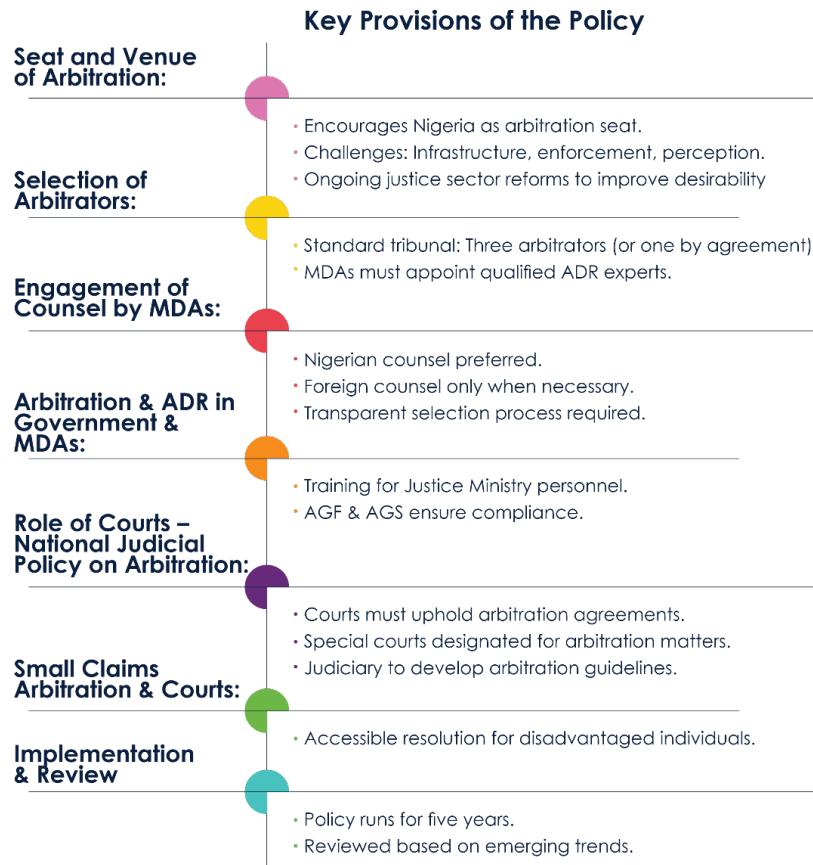 Key Provisions of the Policy
Seat and Venue
of Arbitration:
• Encourages Nigeria as arbitration seat.
• Challenges: Infrastructure, enforcement, perception.
• Ongoing justice sector reforms to improve desirability
Selection of
Arbitrators:
• Standard tribunal: Three arbitrators (or one by agreement)
• MDAs must appoint qualified ADR experts.
Engagement of
Counsel by MDAs:
• Nigerian counsel preferred.
• Foreign counsel only when necessary.
• Transparent selection process required.
Arbitration & ADR in
Government &
MDAs:
• Training for Justice Ministry personnel.
• AGF & AGS ensure compliance.
Role of Courts –
National Judicial
Policy on Arbitration:
• Courts must uphold arbitration agreements.
• Special courts designated for arbitration matters.
• Judiciary to develop arbitration guidelines.
Small Claims
Arbitration & Courts:
• Accessible resolution for disadvantaged individuals.
Implementation
& Review
• Policy runs for five years.
• Reviewed based on emerging trends.